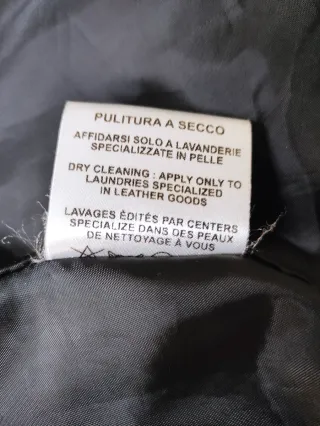 PULITURA A SECCO
AFFIDARSI SOLO A LAVANDERIE
SPECIALIZZATE IN PELLE
DRY CLEANING : APPLY ONLY TO
LAUNDRIES SPECIALIZED
IN LEATHER GOODS
LAVAGES ÉDITÉS PAR CENTERS
SPECIALIZE DANS DES PEAUX
DE NETTOYAGE À VOUS